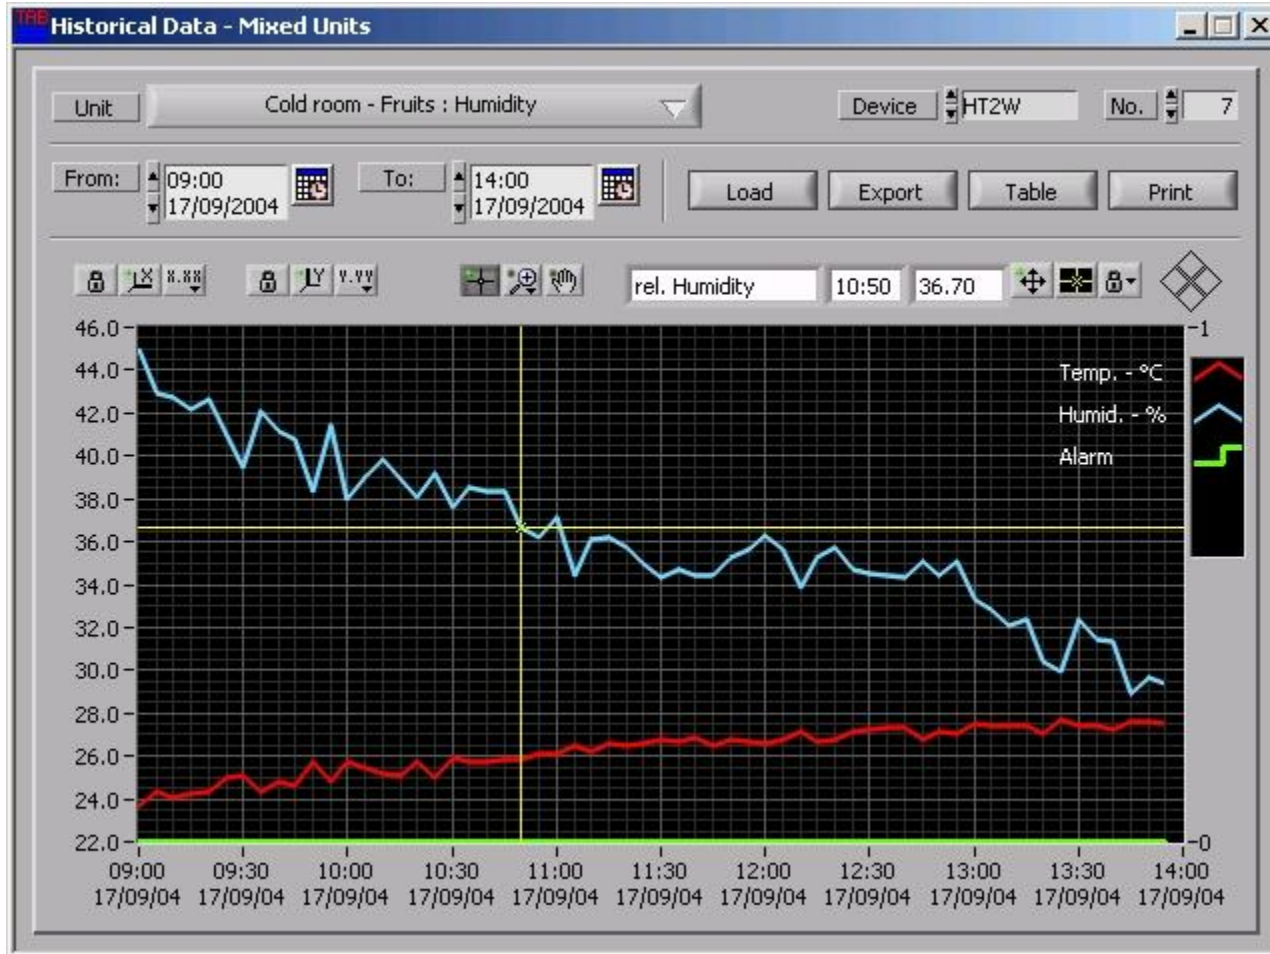 TAB Historical Data - Mixed Units
Unit Cold room - Fruits : Humidity Device HT2W No. 7
From: 09:00 17/09/2004 To: 14:00 17/09/2004 Load Export Table Print
X X.XX Y Y.YY rel. Humidity 10:50 36.70
46.0 1
44.0 Temp. - °C
42.0 Humid. - %
40.0 Alarm
38.0
36.0
34.0
32.0
30.0
28.0
26.0
24.0
22.0 0
09:00 09:30 10:00 10:30 11:00 11:30 12:00 12:30 13:00 13:30 14:00
17/09/04 17/09/04 17/09/04 17/09/04 17/09/04 17/09/04 17/09/04 17/09/04 17/09/04 17/09/04 17/09/04